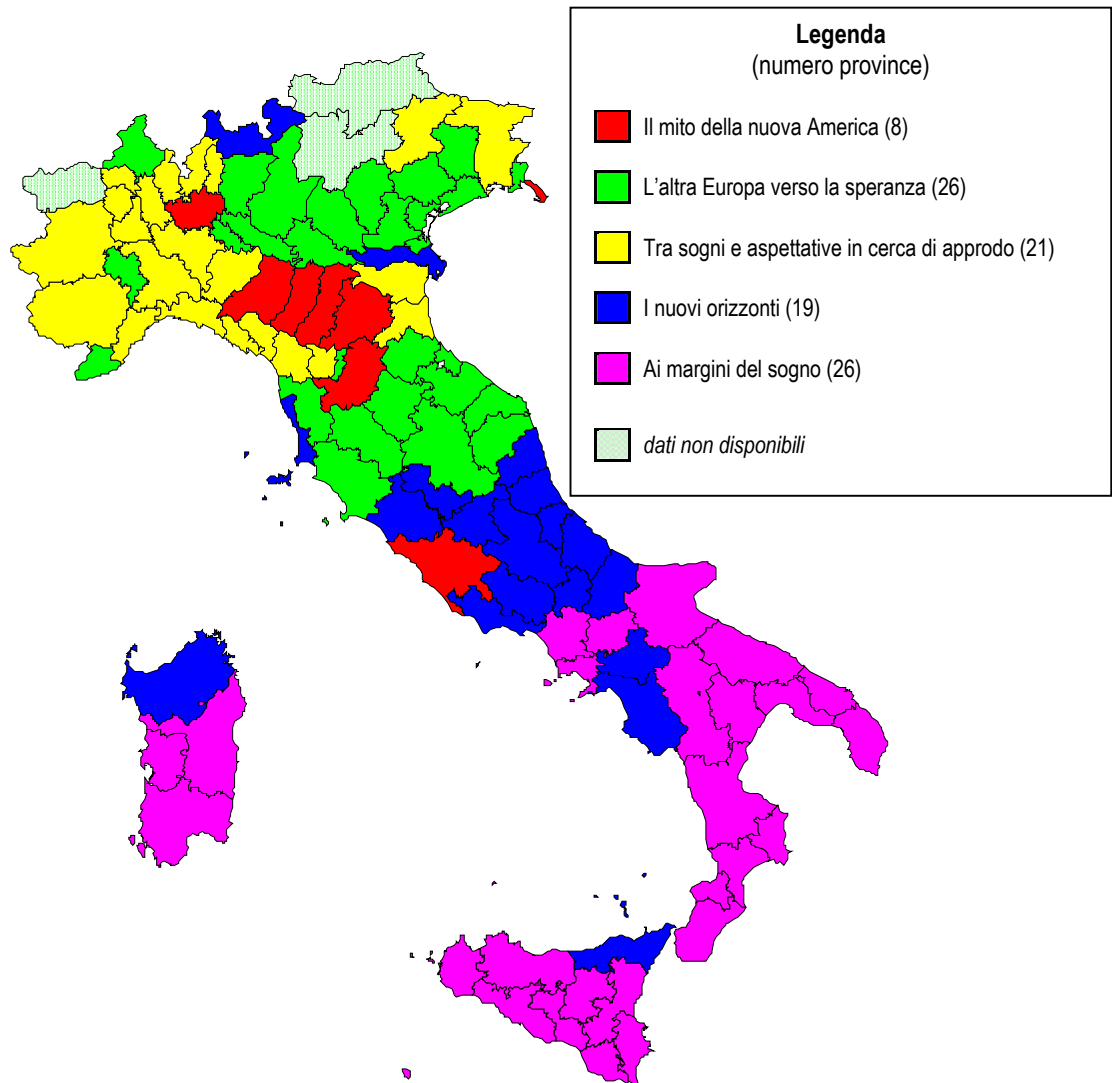 Legenda
(numero province)
Il mito della nuova America (8)
L'altra Europa verso la speranza (26)
Tra sogni e aspettative in cerca di approdo (21)
I nuovi orizzonti (19)
Ai margini del sogno (26)
dati non disponibili